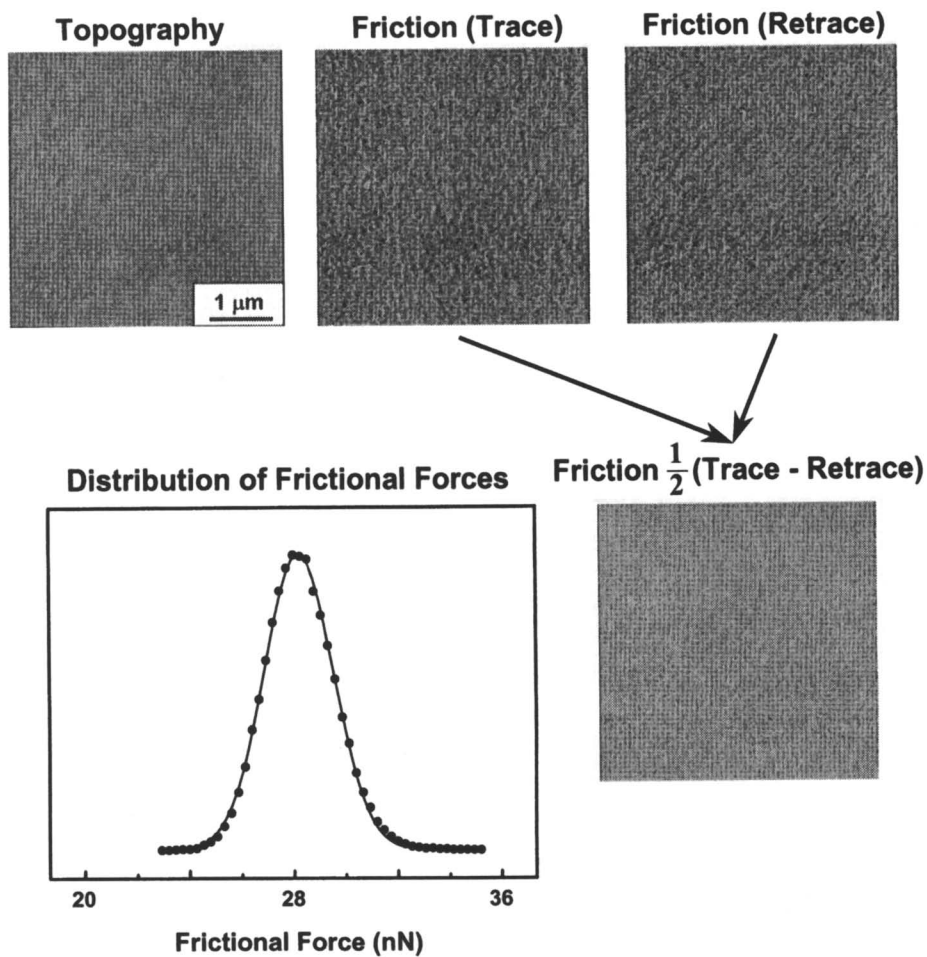 Topography
Friction (Trace)
Friction (Retrace)
1 μm
Friction 1/2 (Trace - Retrace)
Distribution of Frictional Forces
20 28 36
Frictional Force (nN)